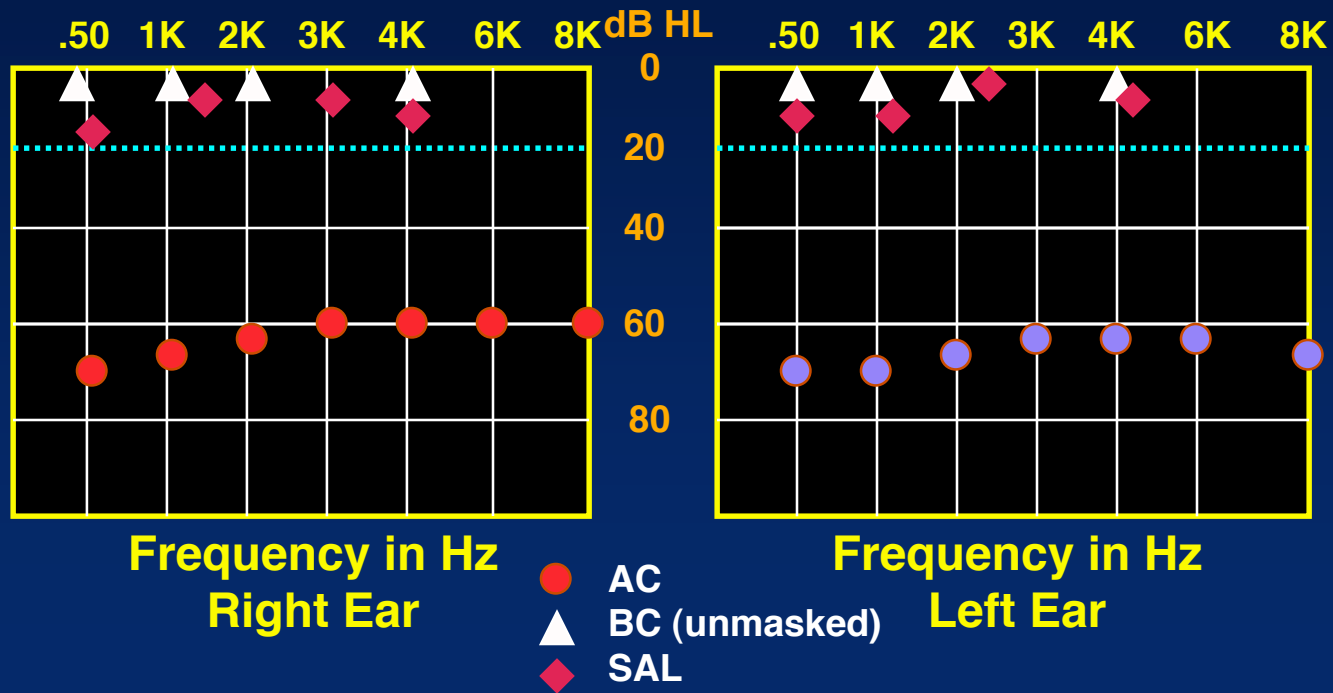 .50 1K 2K 3K 4K 8K dB HL .50 1K 2K 3K 4K 6K 8K
0
20
40
60
80
Frequency in Hz
Right Ear
AC
BC (unmasked)
SAL
Frequency in Hz
Left Ear